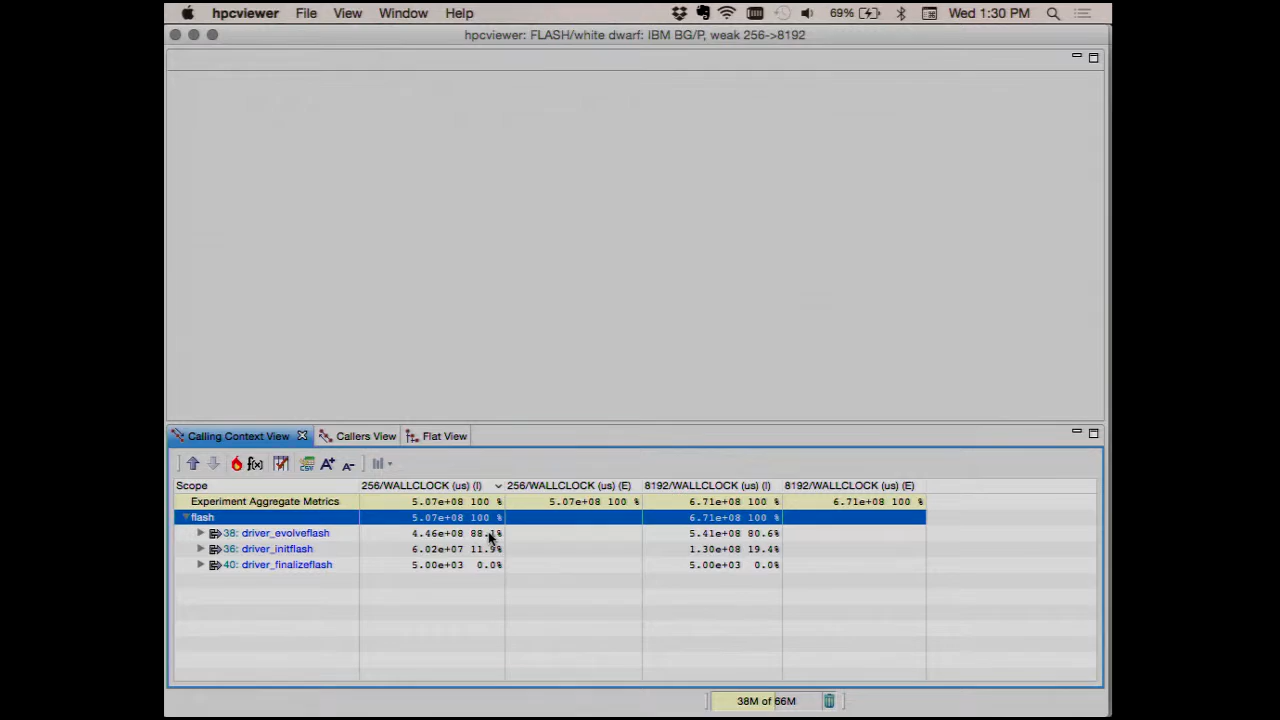 hpcviewer File View Window Help 69% Wed 1:30 PM
hpcviewer: FLASH/white dwarf: IBM BG/P, weak 256->8192
Calling Context View Callers View Flat View
f(x) A+ A-
Scope 256/WALLCLOCK (us) (I) 256/WALLCLOCK (us) (E) 8192/WALLCLOCK (us) (I) 8192/WALLCLOCK (us) (E)
Experiment Aggregate Metrics 5.07e+08 100 % 5.07e+08 100 % 6.71e+08 100 % 6.71e+08 100 %
flash 5.07e+08 100 % 6.71e+08 100 %
38: driver_evolveflash 4.46e+08 88.1% 5.41e+08 80.6%
36: driver_initflash 6.02e+07 11.9% 1.30e+08 19.4%
40: driver_finalizeflash 5.00e+03 0.0% 5.00e+03 0.0%
38M of 66M